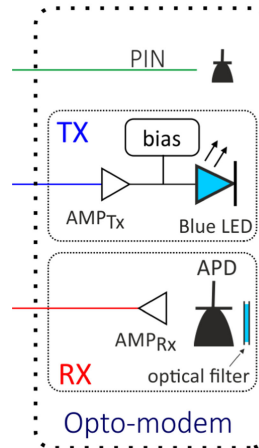 PIN
TX
bias
AMPTx
Blue LED
APD
AMPRx
RX
optical filter
Opto-modem